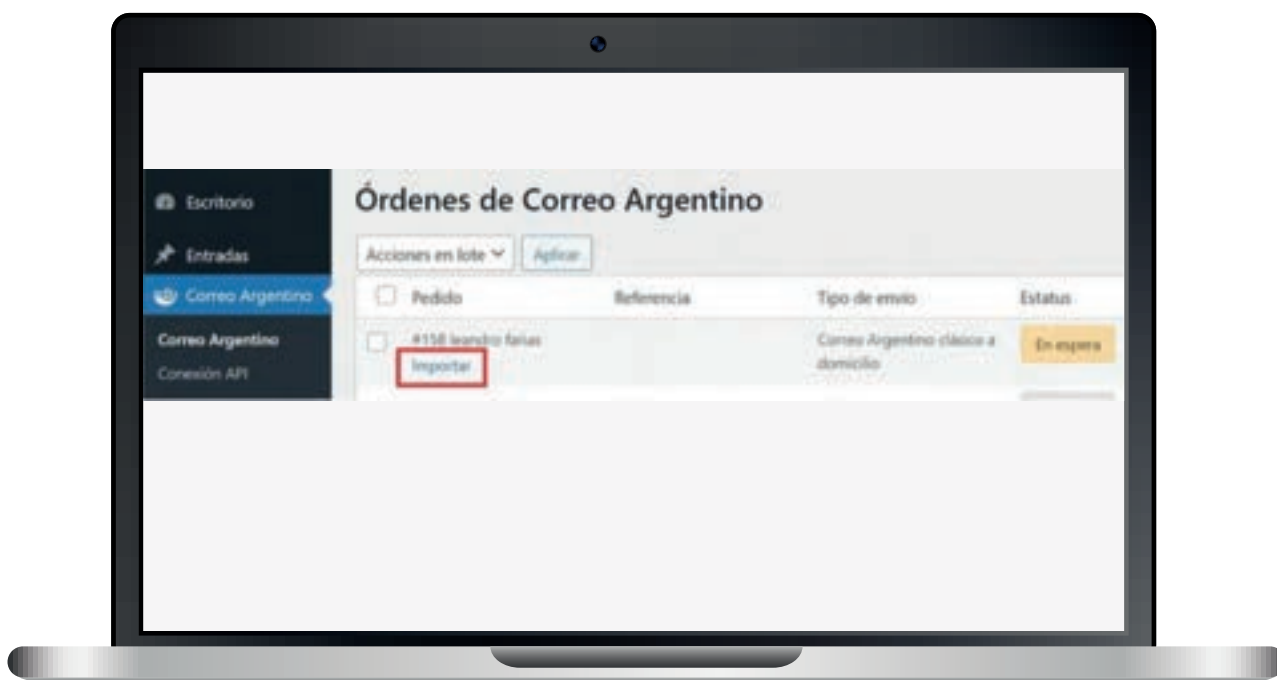 Escritorio
Entradas
Correo Argentino
Correo Argentino
Conexión API
Órdenes de Correo Argentino
Acciones en lote
Aplicar
Pedido Referencia Tipo de envío Estatus
#158 leandro farias
Importar
Correo Argentino clásico a
domicilio
En espera